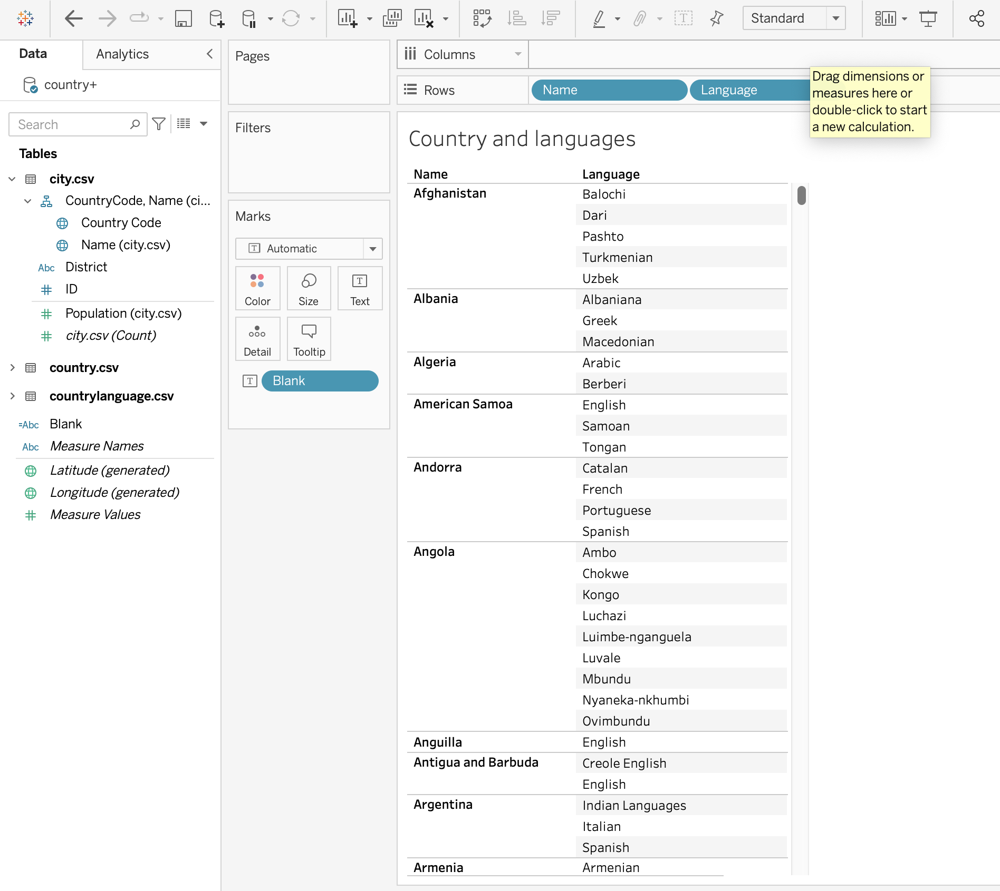 Standard
Data
Analytics
country+
Search
Tables
city.csv
CountryCode, Name (ci...
Country Code
Name (city.csv)
Abc District
ID
Population (city.csv)
city.csv (Count)
country.csv
countrylanguage.csv
=Abc Blank
Abc Measure Names
Latitude (generated)
Longitude (generated)
Measure Values
Pages
Filters
Marks
Automatic
Color
Size
Text
Detail
Tooltip
Blank
Columns
Rows
Name
Language
Drag dimensions or
measures here or
double-click to start
a new calculation.
Country and languages
Name Language
Afghanistan Balochi
Dari
Pashto
Turkmenian
Uzbek
Albania Albaniana
Greek
Macedonian
Algeria Arabic
Berberi
American Samoa English
Samoan
Tongan
Andorra Catalan
French
Portuguese
Spanish
Angola Ambo
Chokwe
Kongo
Luchazi
Luimbe-nganguela
Luvale
Mbundu
Nyaneka-nkhumbi
Ovimbundu
Anguilla English
Antigua and Barbuda Creole English
English
Argentina Indian Languages
Italian
Spanish
Armenia Armenian